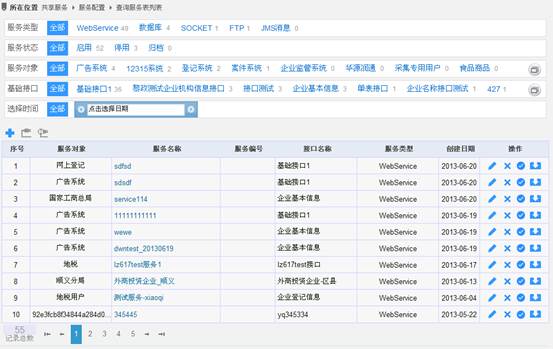 所在位置 共享服务 ▸ 服务配置 ▸ 查询服务表列表
服务类型 全部 WebService 49 数据库 4 SOCKET 1 FTP 1 JMS消息 0
服务状态 全部 启用 52 停用 3 归档 0
服务对象 全部 广告系统 4 12315系统 2 登记系统 2 案件系统 1 企业监管系统 0 华源润通 0 采集专用用户 0 食品商品 0
基础接口 全部 基础接口1 36 整改测试企业机构信息接口 3 接口测试 3 企业基本信息 3 单表接口 1 企业名称接口测试 1 427 1
选择时间 全部 点击选择日期
序号 服务对象 服务名称 服务编号 接口名称 服务类型 创建日期 操作
1 网上登记 sdfsd 基础接口1 WebService 2013-06-20
2 广告系统 sdsdf 基础接口1 WebService 2013-06-20
3 国家工商总局 service114 企业基本信息 WebService 2013-06-20
4 广告系统 11111111111 基础接口1 WebService 2013-06-19
5 广告系统 wewe 企业基本信息 WebService 2013-06-19
6 广告系统 dwntest_20130619 企业基本信息 WebService 2013-06-19
7 地税 lz617test服务1 lz617test接口 WebService 2013-06-17
8 顺义分局 外商投资企业_顺义 外商投资企业-区县 WebService 2013-06-13
9 地税用户 测试服务-xiaoqi 企业登记信息 WebService 2013-06-04
10 92e3fcb8f34844a284d0... 345445 yq345334 WebService 2013-05-22
55
记录总数 1 2 3 4 5